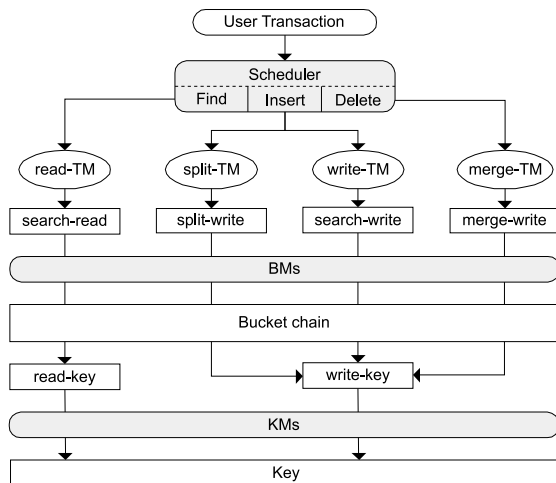 User Transaction
Scheduler
Find Insert Delete
read-TM split-TM write-TM merge-TM
search-read split-write search-write merge-write
BMs
Bucket chain
read-key write-key
KMs
Key